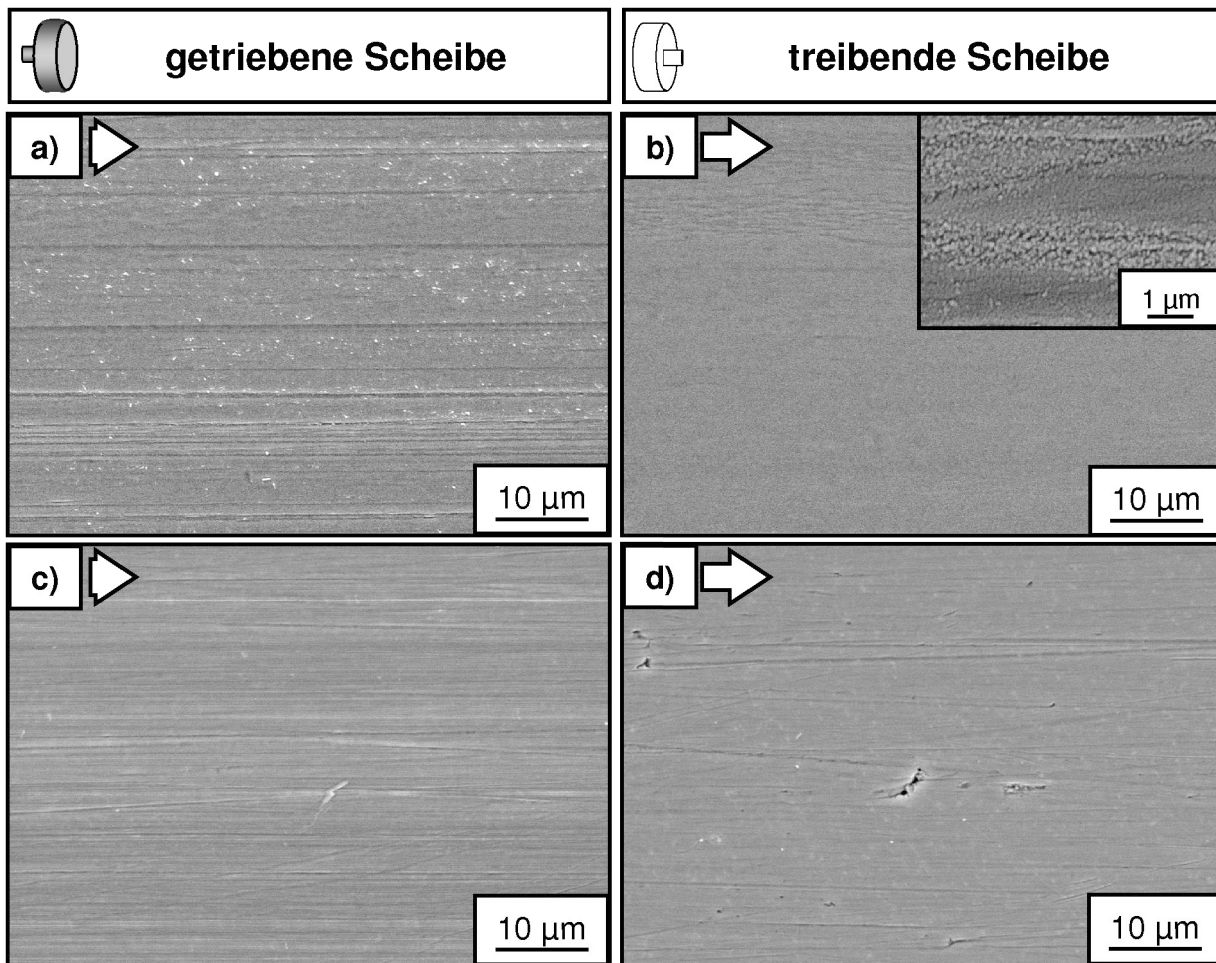 getriebene Scheibe
treibende Scheibe
a)
b)
1 µm
10 µm
10 µm
c)
d)
10 µm
10 µm